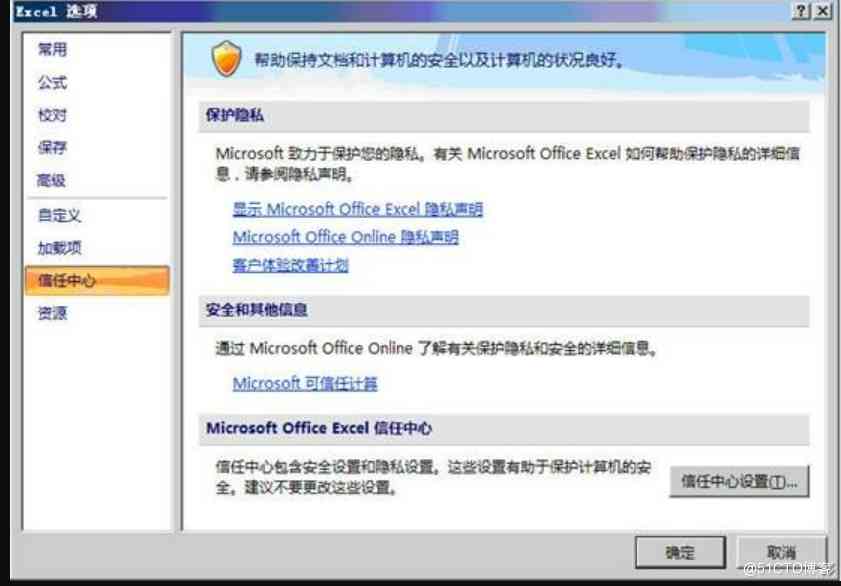 Excel 选项
常用
公式
校对
保存
高级
自定义
加载项
信任中心
资源
帮助保持文档和计算机的安全以及计算机的状况良好。
保护隐私
Microsoft 致力于保护您的隐私。有关 Microsoft Office Excel 如何帮助保护隐私的详细信
息，请参阅隐私声明。
显示 Microsoft Office Excel 隐私声明
Microsoft Office Online 隐私声明
客户体验改善计划
安全和其他信息
通过 Microsoft Office Online 了解有关保护隐私和安全的详细信息。
Microsoft 可信任计算
Microsoft Office Excel 信任中心
信任中心包含安全设置和隐私设置。这些设置有助于保护计算机的安
全。建议不要更改这些设置。
信任中心设置(T)...
确定
取消
@51CTO博客